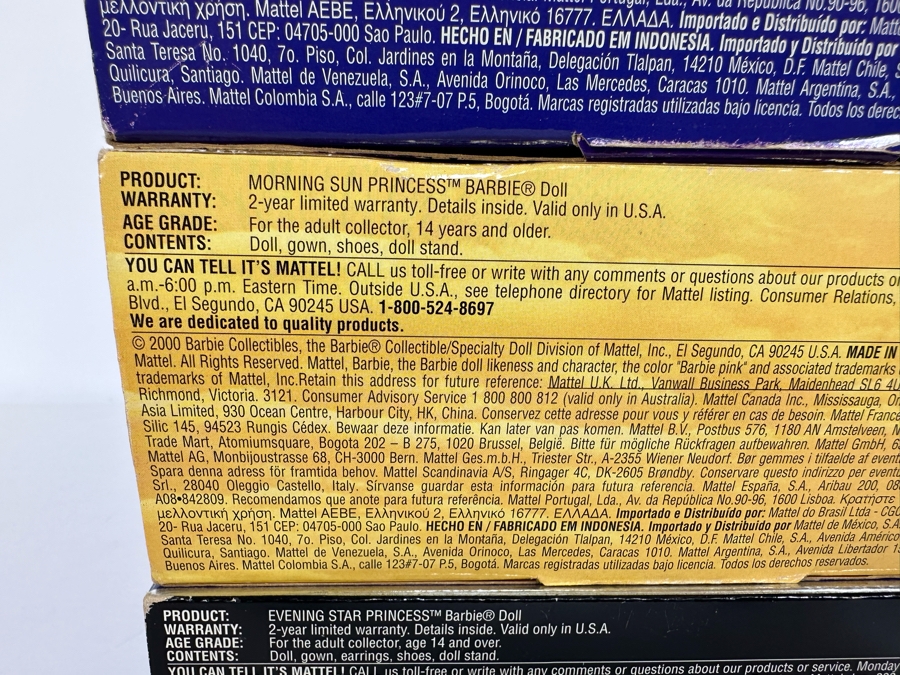 μελλοντική χρήση. Mattel AEBE, Ελληνικού 2, Ελληνικό 16777. ΕΛΛΑΔΑ. Importado e Distribuído por: Matt
20- Rua Jaceru, 151 CEP: 04705-000 Sao Paulo. HECHO EN / FABRICADO EM INDONESIA. Importado y Distribuido por
Santa Teresa No. 1040, 7o. Piso, Col. Jardines en la Montaña, Delegación Tlalpan, 14210 México, D.F. Mattel Chile, S
Quilicura, Santiago. Mattel de Venezuela, S.A., Avenida Orinoco, Las Mercedes, Caracas 1010. Mattel Argentina, S.A.,
Buenos Aires. Mattel Colombia S.A., calle 123#7-07 P.5, Bogotá. Marcas registradas utilizadas bajo licencia. Todos los derec
PRODUCT: MORNING SUN PRINCESS™ BARBIE® Doll
WARRANTY: 2-year limited warranty. Details inside. Valid only in U.S.A.
AGE GRADE: For the adult collector, 14 years and older.
CONTENTS: Doll, gown, shoes, doll stand.
YOU CAN TELL IT'S MATTEL! CALL us toll-free or write with any comments or questions about our products or
a.m.-6:00 p.m. Eastern Time. Outside U.S.A., see telephone directory for Mattel listing. Consumer Relations,
Blvd., El Segundo, CA 90245 USA. 1-800-524-8697
We are dedicated to quality products.
© 2000 Barbie Collectibles, the Barbie® Collectible/Specialty Doll Division of Mattel, Inc., El Segundo, CA 90245 U.S.A. MADE IN
Mattel. All Rights Reserved. Mattel, Barbie, the Barbie doll likeness and character, the color "Barbie pink" and associated trademarks
trademarks of Mattel, Inc.Retain this address for future reference: Mattel U.K. Ltd., Vanwall Business Park, Maidenhead SL6 4U
Richmond, Victoria. 3121. Consumer Advisory Service 1 800 800 812 (valid only in Australia). Mattel Canada Inc., Mississauga, On
Asia Limited, 930 Ocean Centre, Harbour City, HK, China. Conservez cette adresse pour vous y référer en cas de besoin. Mattel France
Silic 145, 94523 Rungis Cédex. Bewaar deze informatie. Kan later van pas komen. Mattel B.V., Postbus 576, 1180 AN Amstelveen, N
Trade Mart, Atomiumsquare, Bogota 202 – B 275, 1020 Brussel, België. Bitte für mögliche Rückfragen aufbewahren. Mattel GmbH, 6
Mattel AG, Monbijoustrasse 68, CH-3000 Bern. Mattel Ges.m.b.H., Triester Str., A-2355 Wiener Neudorf. Bør gemmes i tilfælde af event
Spara denna adress för framtida behov. Mattel Scandinavia A/S, Ringager 4C, DK-2605 Brøndby. Conservare questo indirizzo per event
Srl., 28040 Oleggio Castello, Italy. Sírvanse guardar esta información para futura referencia. Mattel España, S.A., Aribau 200, 08
A08•842809. Recomendamos que anote para futura referência. Mattel Portugal, Lda., Av. da República No.90-96, 1600 Lisboa. Κρατήστε
μελλοντική χρήση. Mattel AEBE, Ελληνικού 2, Ελληνικό 16777. ΕΛΛΑΔΑ. Importado e Distribuído por: Mattel do Brasil Ltda - CGC
20- Rua Jaceru, 151 CEP: 04705-000 Sao Paulo. HECHO EN / FABRICADO EM INDONESIA. Importado y Distribuido por Mattel de México, S.A.
Santa Teresa No. 1040, 7o. Piso, Col. Jardines en la Montaña, Delegación Tlalpan, 14210 México, D.F. Mattel Chile, S.A., Avenida Américo
Quilicura, Santiago. Mattel de Venezuela, S.A., Avenida Orinoco, Las Mercedes, Caracas 1010. Mattel Argentina, S.A., Avenida Libertador 1
Buenos Aires. Mattel Colombia S.A., calle 123#7-07 P.5, Bogotá. Marcas registradas utilizadas bajo licencia. Todos los derechos reservados.
PRODUCT: EVENING STAR PRINCESS™ Barbie® Doll
WARRANTY: 2-year limited warranty. Details inside. Valid only in U.S.A.
AGE GRADE: For the adult collector, age 14 and over.
CONTENTS: Doll, gown, earrings, shoes, doll stand.
YOU CAN TELL IT'S MATTEL! CALL us toll-free or write with any comments or questions about our products or service. Monday